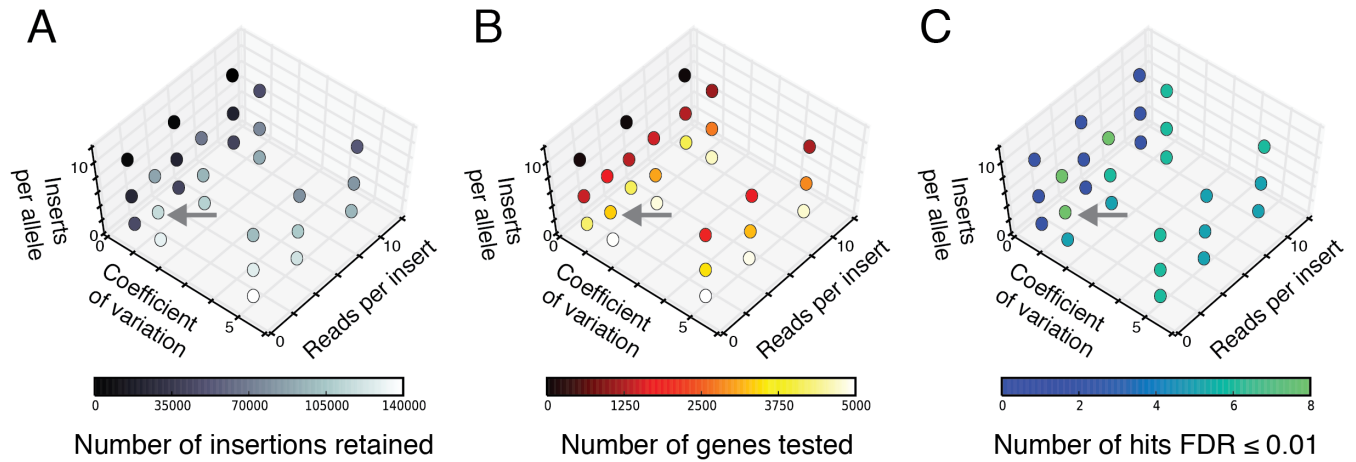 A
10
0
Inserts
per allele
0
5
0
10
Coefficient
of variation
Reads per insert
0 35000 70000 105000 140000
Number of insertions retained
B
10
0
Inserts
per allele
0
5
0
10
Coefficient
of variation
Reads per insert
0 1250 2500 3750 5000
Number of genes tested
C
10
0
Inserts
per allele
0
5
0
10
Coefficient
of variation
Reads per insert
0 2 4 6 8
Number of hits FDR ≤ 0.01